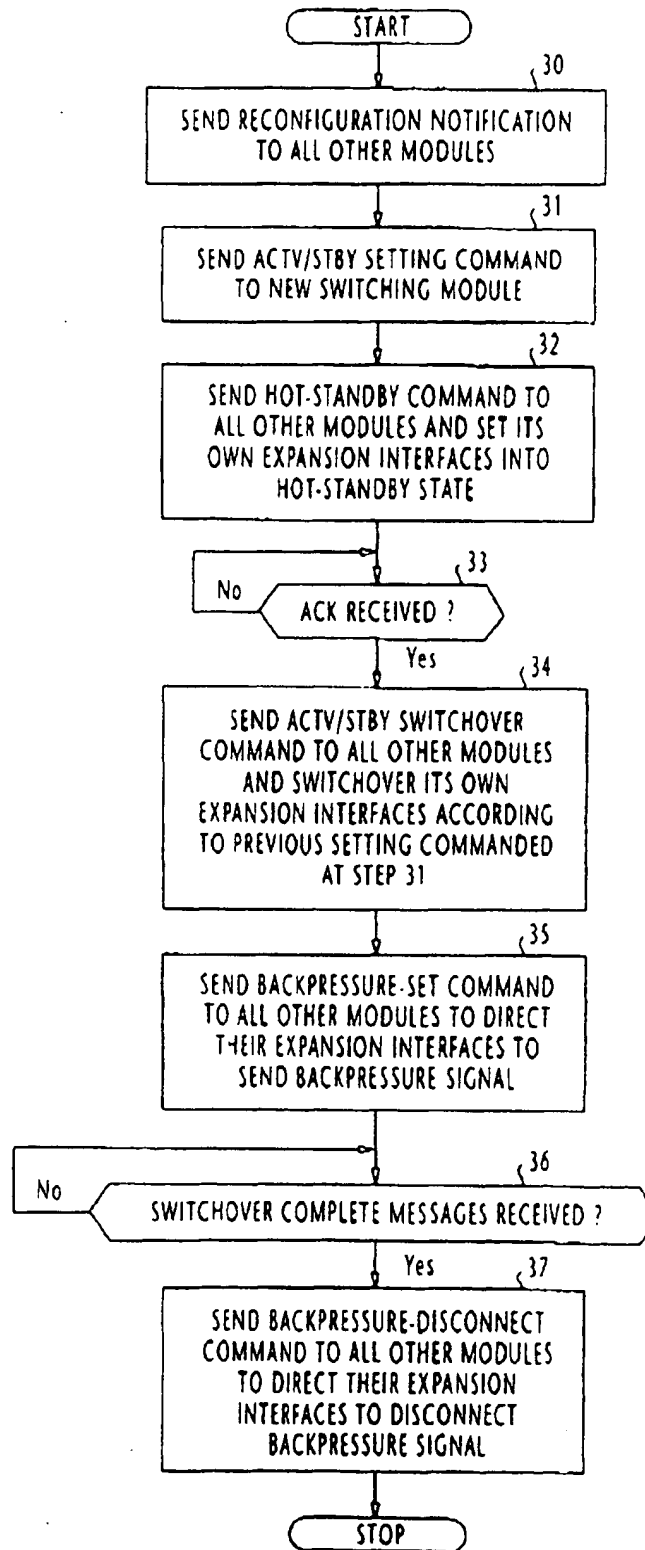 START
30
SEND RECONFIGURATION NOTIFICATION
TO ALL OTHER MODULES
31
SEND ACTV/STBY SETTING COMMAND
TO NEW SWITCHING MODULE
32
SEND HOT-STANDBY COMMAND TO
ALL OTHER MODULES AND SET ITS
OWN EXPANSION INTERFACES INTO
HOT-STANDBY STATE
33
No
ACK RECEIVED ?
Yes
34
SEND ACTV/STBY SWITCHOVER
COMMAND TO ALL OTHER MODULES
AND SWITCHOVER ITS OWN
EXPANSION INTERFACES ACCORDING
TO PREVIOUS SETTING COMMANDED
AT STEP 31
35
SEND BACKPRESSURE-SET COMMAND
TO ALL OTHER MODULES TO DIRECT
THEIR EXPANSION INTERFACES TO
SEND BACKPRESSURE SIGNAL
36
No
SWITCHOVER COMPLETE MESSAGES RECEIVED ?
Yes
37
SEND BACKPRESSURE-DISCONNECT
COMMAND TO ALL OTHER MODULES
TO DIRECT THEIR EXPANSION
INTERFACES TO DISCONNECT
BACKPRESSURE SIGNAL
STOP